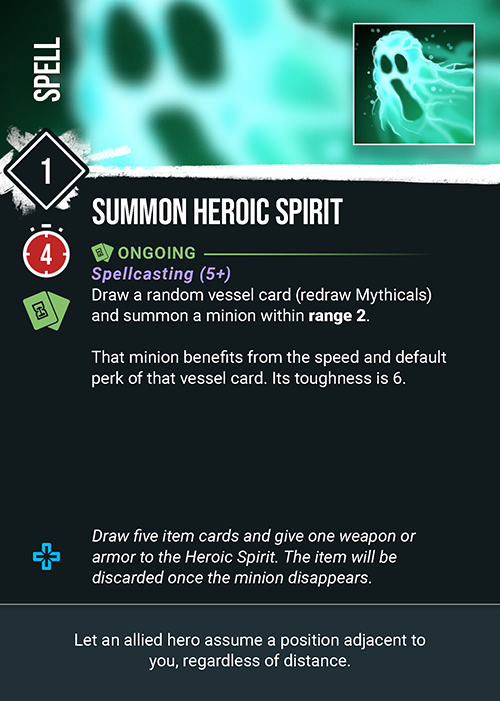 SPELL
1
SUMMON HEROIC SPIRIT
4
ONGOING
Spellcasting (5+)
Draw a random vessel card (redraw Mythicals)
and summon a minion within range 2.
That minion benefits from the speed and default
perk of that vessel card. Its toughness is 6.
Draw five item cards and give one weapon or
armor to the Heroic Spirit. The item will be
discarded once the minion disappears.
Let an allied hero assume a position adjacent to
you, regardless of distance.